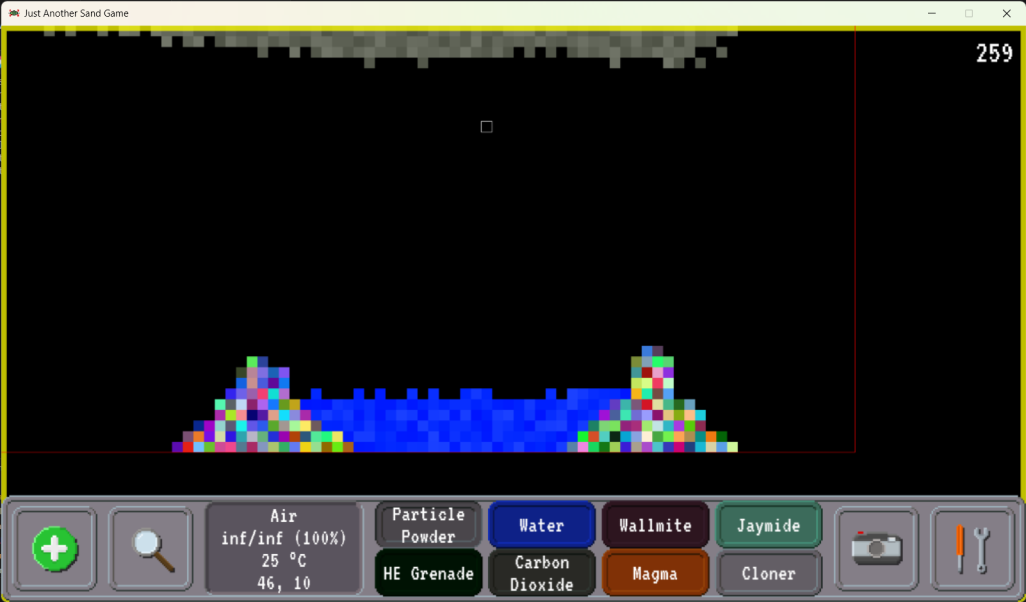 Just Another Sand Game
259
Air
inf/inf (100%)
25 °C
46, 10
Particle
Powder
Water
Wallmite
Jaymide
HE Grenade
Carbon
Dioxide
Magma
Cloner